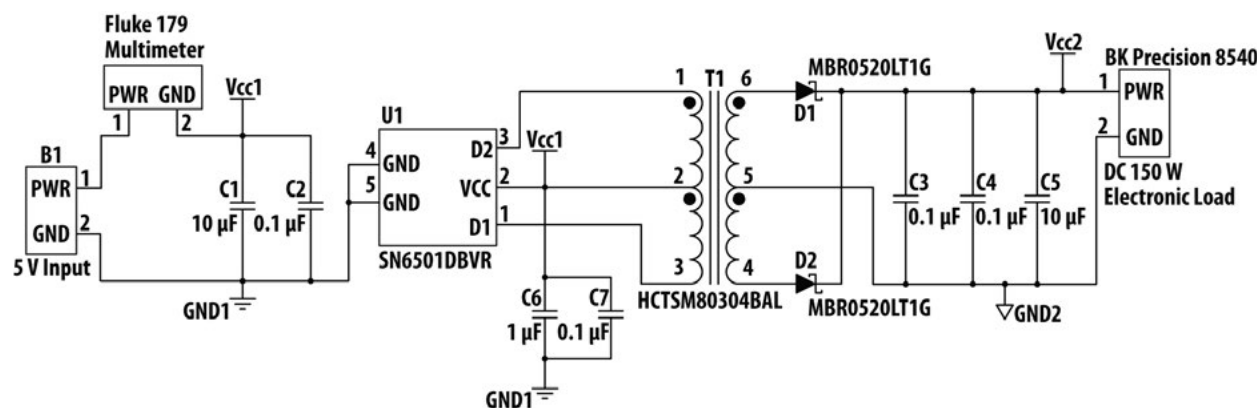 Fluke 179
Multimeter
PWR GND
1
2
Vcc1
B1
PWR
1
GND
2
5 V Input
C1
10 µF
C2
0.1 µF
GND1
U1
4
GND
5
GND
D2
3
VCC
2
D1
1
SN6501DBVR
Vcc1
C6
1 µF
C7
0.1 µF
GND1
T1
1
2
3
6
5
4
HCTSM80304BAL
MBR0520LT1G
D1
D2
MBR0520LT1G
C3
0.1 µF
C4
0.1 µF
C5
10 µF
Vcc2
GND2
BK Precision 8540
1
PWR
2
GND
DC 150 W
Electronic Load